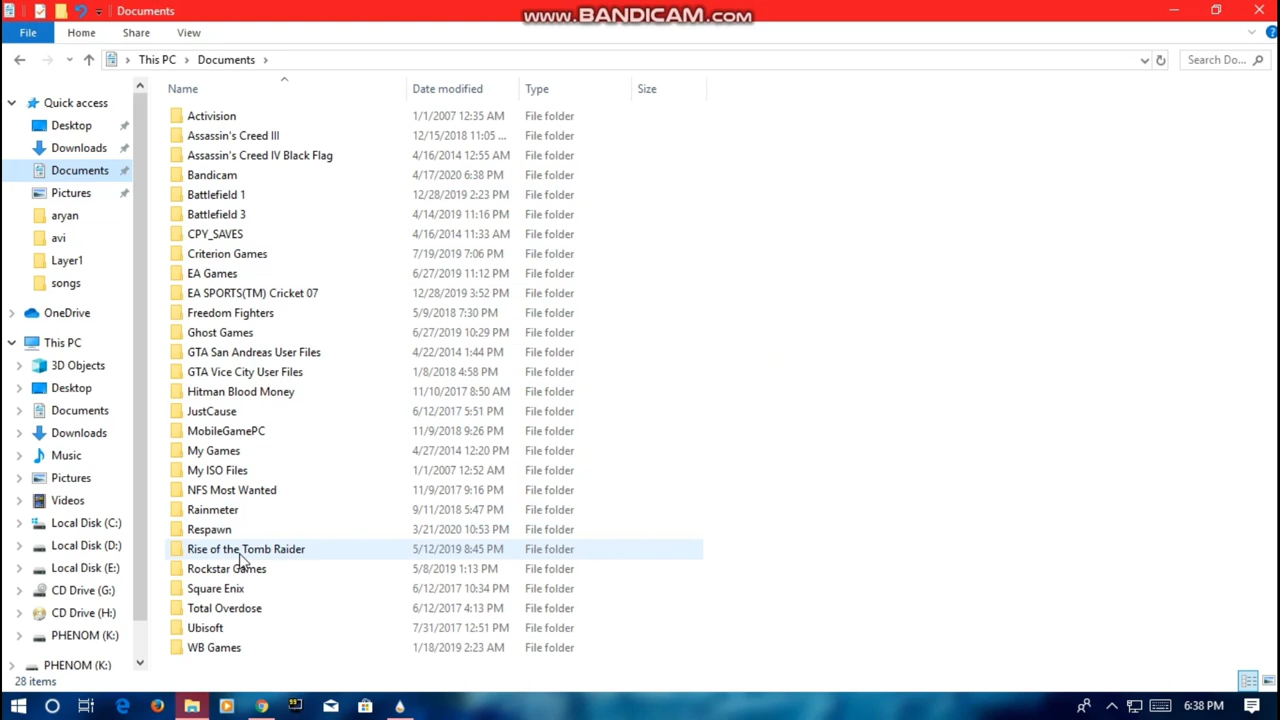 Documents
www.BANDICAM.com
File Home Share View
This PC Documents
Search Do...
Name Date modified Type Size
Quick access
Desktop
Downloads
Documents
Pictures
aryan
avi
Layer1
songs
OneDrive
This PC
3D Objects
Desktop
Documents
Downloads
Music
Pictures
Videos
Local Disk (C:)
Local Disk (D:)
Local Disk (E:)
CD Drive (G:)
CD Drive (H:)
PHENOM (K:)
PHENOM (K:)
Activision 1/1/2007 12:35 AM File folder
Assassin's Creed III 12/15/2018 11:05 ... File folder
Assassin's Creed IV Black Flag 4/16/2014 12:55 AM File folder
Bandicam 4/17/2020 6:38 PM File folder
Battlefield 1 12/28/2019 2:23 PM File folder
Battlefield 3 4/14/2019 11:16 PM File folder
CPY_SAVES 4/16/2014 11:33 AM File folder
Criterion Games 7/19/2019 7:06 PM File folder
EA Games 6/27/2019 11:12 PM File folder
EA SPORTS(TM) Cricket 07 12/28/2019 3:52 PM File folder
Freedom Fighters 5/9/2018 7:30 PM File folder
Ghost Games 6/27/2019 10:29 PM File folder
GTA San Andreas User Files 4/22/2014 1:44 PM File folder
GTA Vice City User Files 1/8/2018 4:58 PM File folder
Hitman Blood Money 11/10/2017 8:50 AM File folder
JustCause 6/12/2017 5:51 PM File folder
MobileGamePC 11/9/2018 9:26 PM File folder
My Games 4/27/2014 12:20 PM File folder
My ISO Files 1/1/2007 12:52 AM File folder
NFS Most Wanted 11/9/2017 9:16 PM File folder
Rainmeter 9/11/2018 5:47 PM File folder
Respawn 3/21/2020 10:53 PM File folder
Rise of the Tomb Raider 5/12/2019 8:45 PM File folder
Rockstar Games 5/8/2019 1:13 PM File folder
Square Enix 6/12/2017 10:34 PM File folder
Total Overdose 6/12/2017 4:13 PM File folder
Ubisoft 7/31/2017 12:51 PM File folder
WB Games 1/18/2019 2:23 AM File folder
28 items
6:38 PM